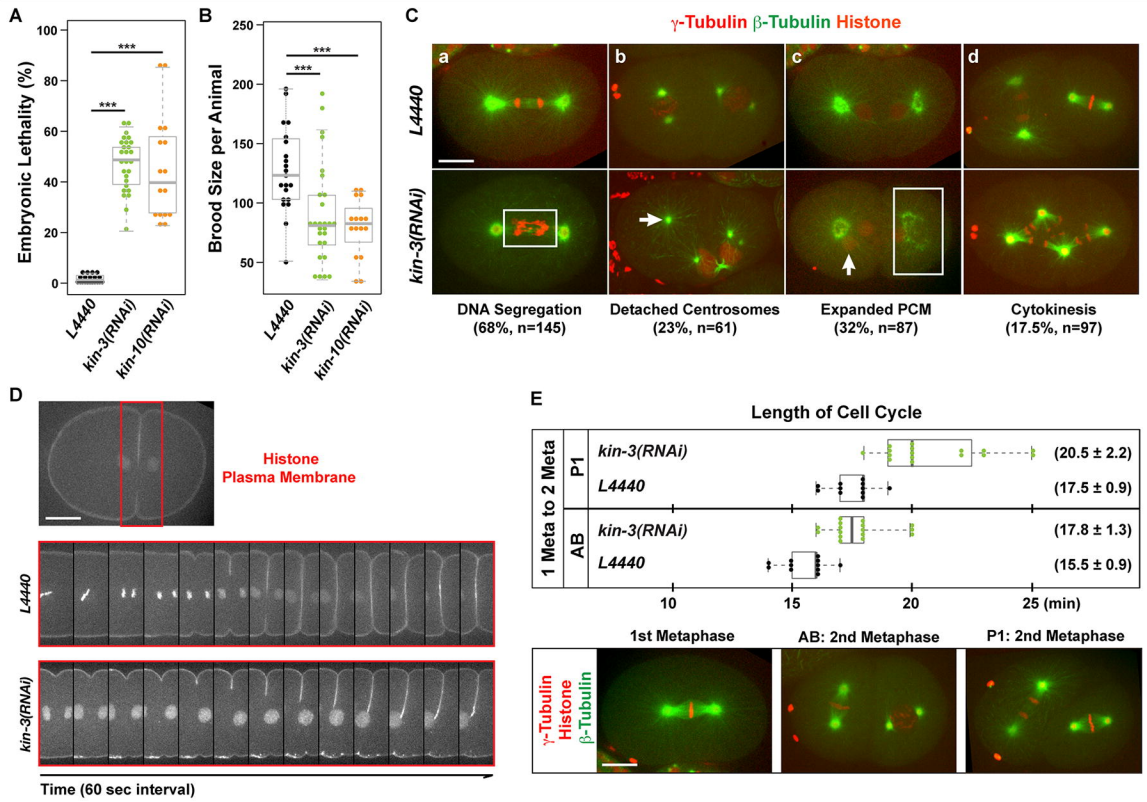 A
Embryonic Lethality (%)
100
80
60
40
20
0
***
***
L4440
kin-3(RNAi)
kin-10(RNAi)
B
Brood Size per Animal
250
200
150
100
50
***
***
L4440
kin-3(RNAi)
kin-10(RNAi)
C
γ-Tubulin β-Tubulin Histone
L4440
kin-3(RNAi)
a
b
c
d
DNA Segregation
(68%, n=145)
Detached Centrosomes
(23%, n=61)
Expanded PCM
(32%, n=87)
Cytokinesis
(17.5%, n=97)
D
Histone
Plasma Membrane
L4440
kin-3(RNAi)
Time (60 sec interval)
E
Length of Cell Cycle
1 Meta to 2 Meta
P1
kin-3(RNAi)
(20.5 ± 2.2)
L4440
(17.5 ± 0.9)
AB
kin-3(RNAi)
(17.8 ± 1.3)
L4440
(15.5 ± 0.9)
10
15
20
25 (min)
1st Metaphase
AB: 2nd Metaphase
P1: 2nd Metaphase
γ-Tubulin
Histone
β-Tubulin